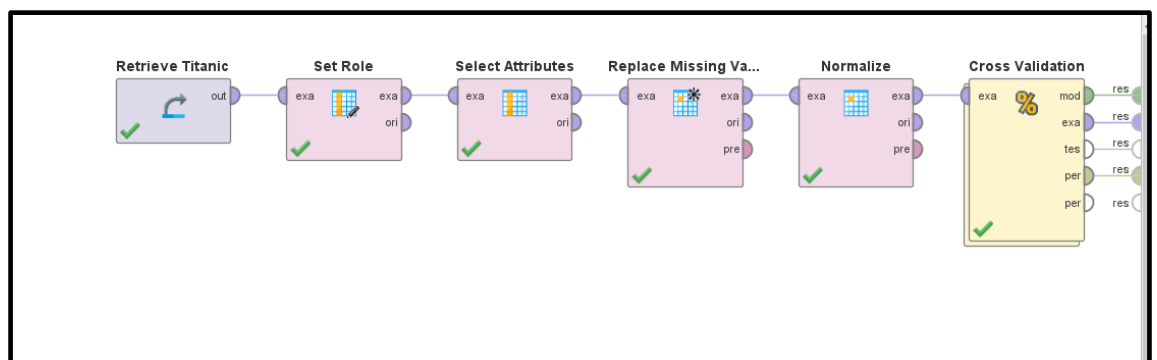 Retrieve Titanic Set Role Select Attributes Replace Missing Va... Normalize Cross Validation
out exa exa exa exa exa exa exa exa exa mod res
ori ori ori ori exa res
pre pre tes res
per res
per res